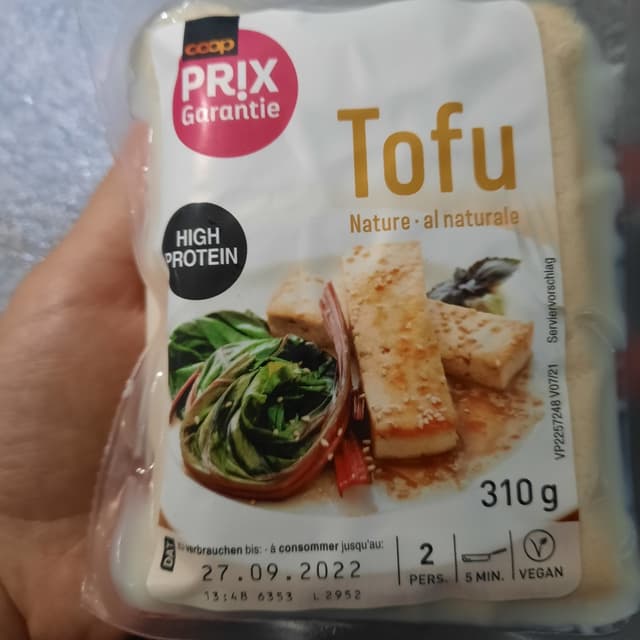 coop
PR!X
Garantie
Tofu
Nature · al naturale
HIGH
PROTEIN
Serviervorschlag
VP2257248 V07/21
310 g
verbrauchen bis: · à consommer jusqu'au:
27.09.2022
13:48 6353 L2952
2
PERS.
5 MIN.
VEGAN